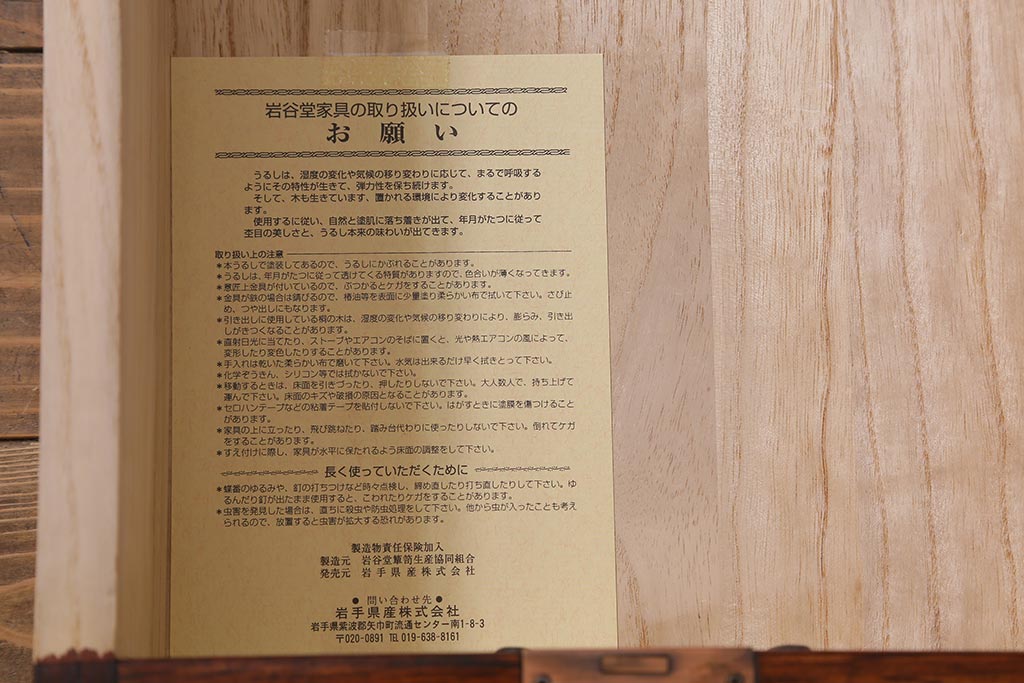 岩谷堂家具の取り扱いについての
お願い
うるしは、湿度の変化や気候の移り変わりに応じて、まるで呼吸する
ようにその特性が生きて、弾力性を保ち続けます。
そして、木も生きています、置かれる環境により変化することがあり
ます。
使用するに従い、自然と塗肌に落ち着きが出て、年月がたつに従って
杢目の美しさと、うるし本来の味わいが出てきます。
取り扱い上の注意
＊本うるしで塗装してあるので、うるしにかぶれることがあります。
＊うるしは、年月がたつに従って透けてくる特質がありますので、色合いが薄くなってきます。
＊意匠上金具が付いているので、ぶつかるとケガをすることがあります。
＊金具が鉄の場合は錆びるので、椿油等を表面に少量塗り柔らかい布で拭いて下さい。さび止
め、つや出しにもなります。
＊引き出しに使用している桐の木は、湿度の変化や気候の移り変わりにより、膨らみ、引き出
しがきつくなることがあります。
＊直射日光に当てたり、ストーブやエアコンのそばに置くと、光や熱エアコンの風によって、
変形したり変色したりすることがあります。
＊手入れは乾いた柔らかい布で磨いて下さい。水気は出来るだけ早く拭きとって下さい。
＊化学ぞうきん、シリコン等では拭かないで下さい。
＊移動するときは、床面を引きづったり、押したりしないで下さい。大人数人で、持ち上げて
運んで下さい。床面のキズや破損の原因となることがあります。
＊セロハンテープなどの粘着テープを貼付しないで下さい。はがすときに塗膜を傷つけること
があります。
＊家具の上に立ったり、飛び跳ねたり、踏み台代わりに使ったりしないで下さい。倒れてケガ
をすることがあります。
＊すえ付けに際し、家具が水平に保たれるよう床面の調整をして下さい。
長く使っていただくために
＊蝶番のゆるみや、釘の打ちつけなど時々点検し、締め直したり打ち直したりして下さい。ゆ
るんだり釘が出たまま使用すると、こわれたりケガをすることがあります。
＊虫害を発見した場合は、直ちに殺虫や防虫処理をして下さい。他から虫が入ったことも考え
られるので、放置すると虫害が拡大する恐れがあります。
製造物責任保険加入
製造元 岩谷堂簞笥生産協同組合
発売元 岩手県産株式会社
● 問い合わせ先 ●
岩手県産株式会社
岩手県紫波郡矢巾町流通センター南1-8-3
〒020-0891 TEL 019-638-8161